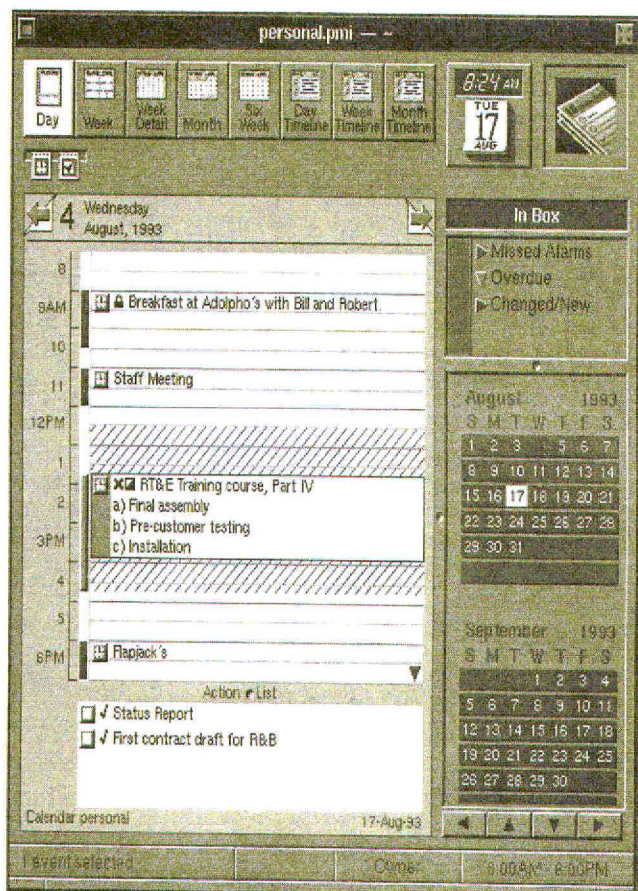 personal.pmi — ~
Day
Week
Week Detail
Month
Six Week
Day Timeline
Week Timeline
Month Timeline
8:24 AM
TUE
17
AUG
4 Wednesday
August, 1993
In Box
Missed Alarms
Overdue
Changed/New
8
9AM
Breakfast at Adolpho's with Bill and Robert.
10
11
Staff Meeting
12PM
1
RT&E Training course, Part IV
2
a) Final assembly
b) Pre-customer testing
3PM
c) Installation
4
5
6PM
Flapjack's
Action List
√ Status Report
√ First contract draft for R&B
Calendar personal
17-Aug-93
August 1993
S M T W T F S
1 2 3 5 6 7
8 9 10 11 12 13 14
15 16 17 18 19 20 21
22 23 24 25 26 27 28
29 30 31
September 1993
S M T W T F S
1 2 3 4
5 6 7 8 9 10 11
12 13 14 15 16 17 18
19 20 21 22 23 24 25
26 27 28 29 30
1 event selected
6:00AM - 8:00PM